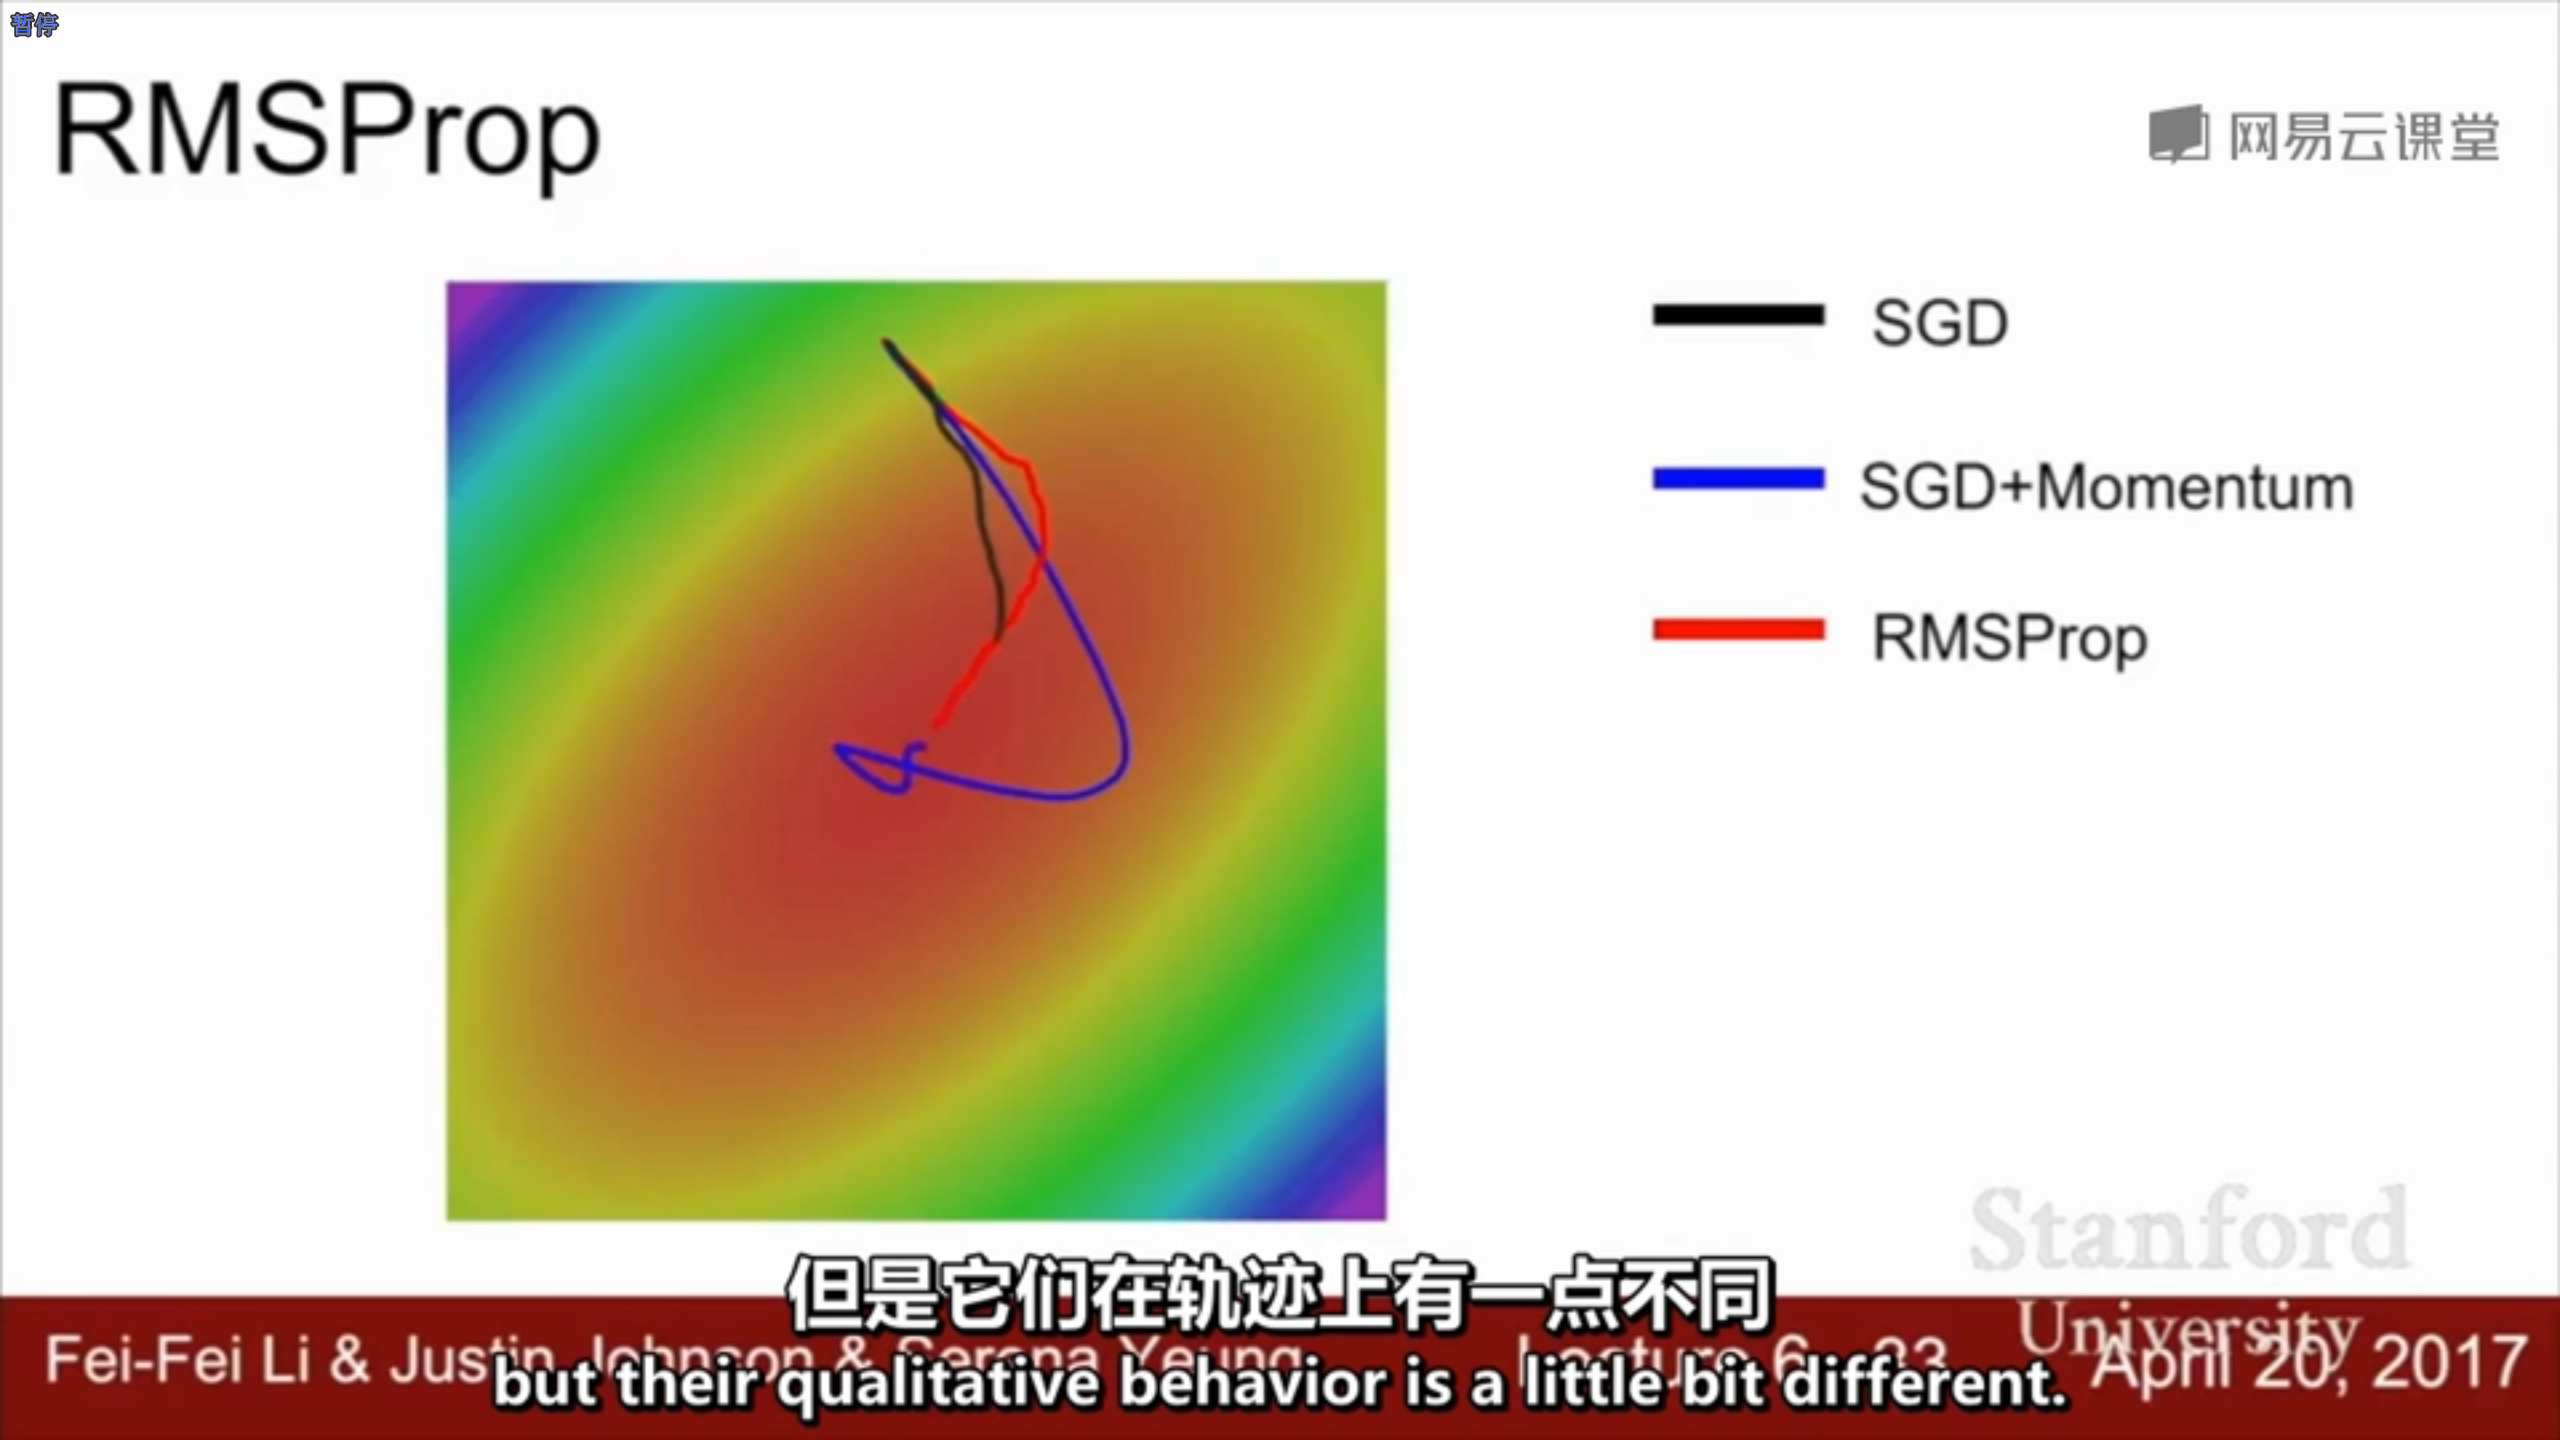 暂停
RMSProp
网易云课堂
SGD
SGD+Momentum
RMSProp
Stanford
University
但是它们在轨迹上有一点不同
Fei-Fei Li & Justin Johnson & Serena Yeung
Lecture 6 - 33
April 20, 2017
but their qualitative behavior is a little bit different.